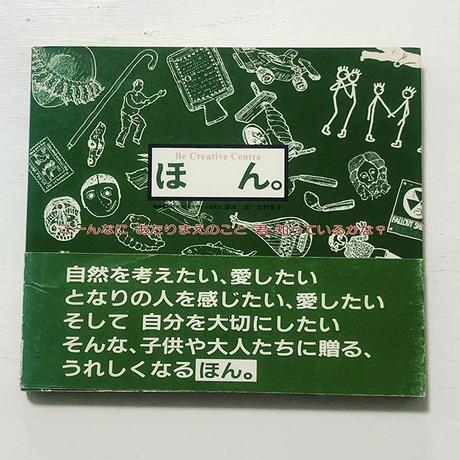 Be Creative Centre
ほん。
こーんなに あたりまえのこと 君 知っているかな?
FALLOUT
自然を考えたい、愛したい
となりの人を感じたい、愛したい
そして 自分を大切にしたい
そんな、子供や大人たちに贈る、
うれしくなる ほん。